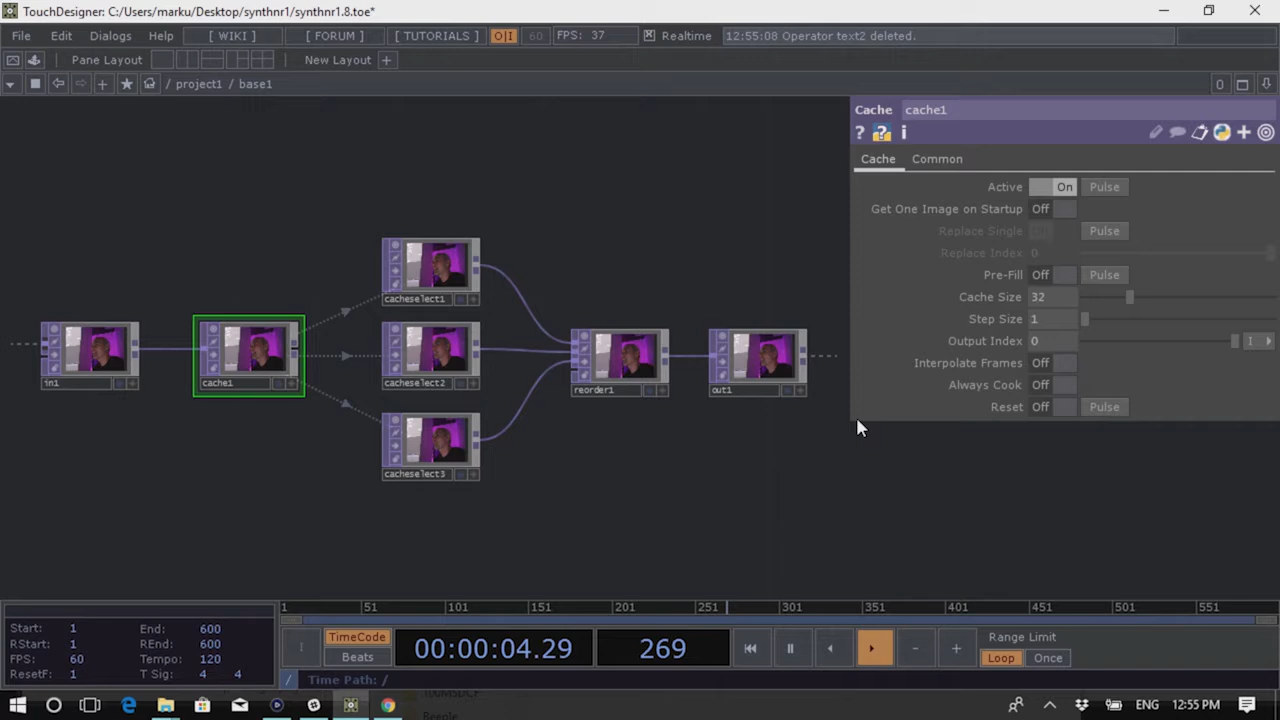 TouchDesigner: C:/Users/marku/Desktop/synthnr1/synthnr1.8.toe*
File Edit Dialogs Help [ WIKI ] [ FORUM ] [ TUTORIALS ] O|I 60 FPS: 37 Realtime 12:55:08 Operator text2 deleted.
Pane Layout New Layout +
/ project1 / base1 0
Cache cache1
? ? i
Cache Common
Active On Pulse
Get One Image on Startup Off
Replace Single Pulse
Replace Index 0
Pre-Fill Off Pulse
Cache Size 32
Step Size 1
Output Index 0 1
Interpolate Frames Off
Always Cook Off
Reset Off Pulse
cacheselect1
in1
cache1
cacheselect2
reorder1
out1
cacheselect3
1 51 101 151 201 251 301 351 401 451 501 551
Start: 1 End: 600
RStart: 1 REnd: 600
FPS: 60 Tempo: 120
ResetF: 1 T Sig: 4 4
TimeCode
Beats
00:00:04.29 269
Range Limit
Loop Once
/ Time Path: /
ENG 12:55 PM